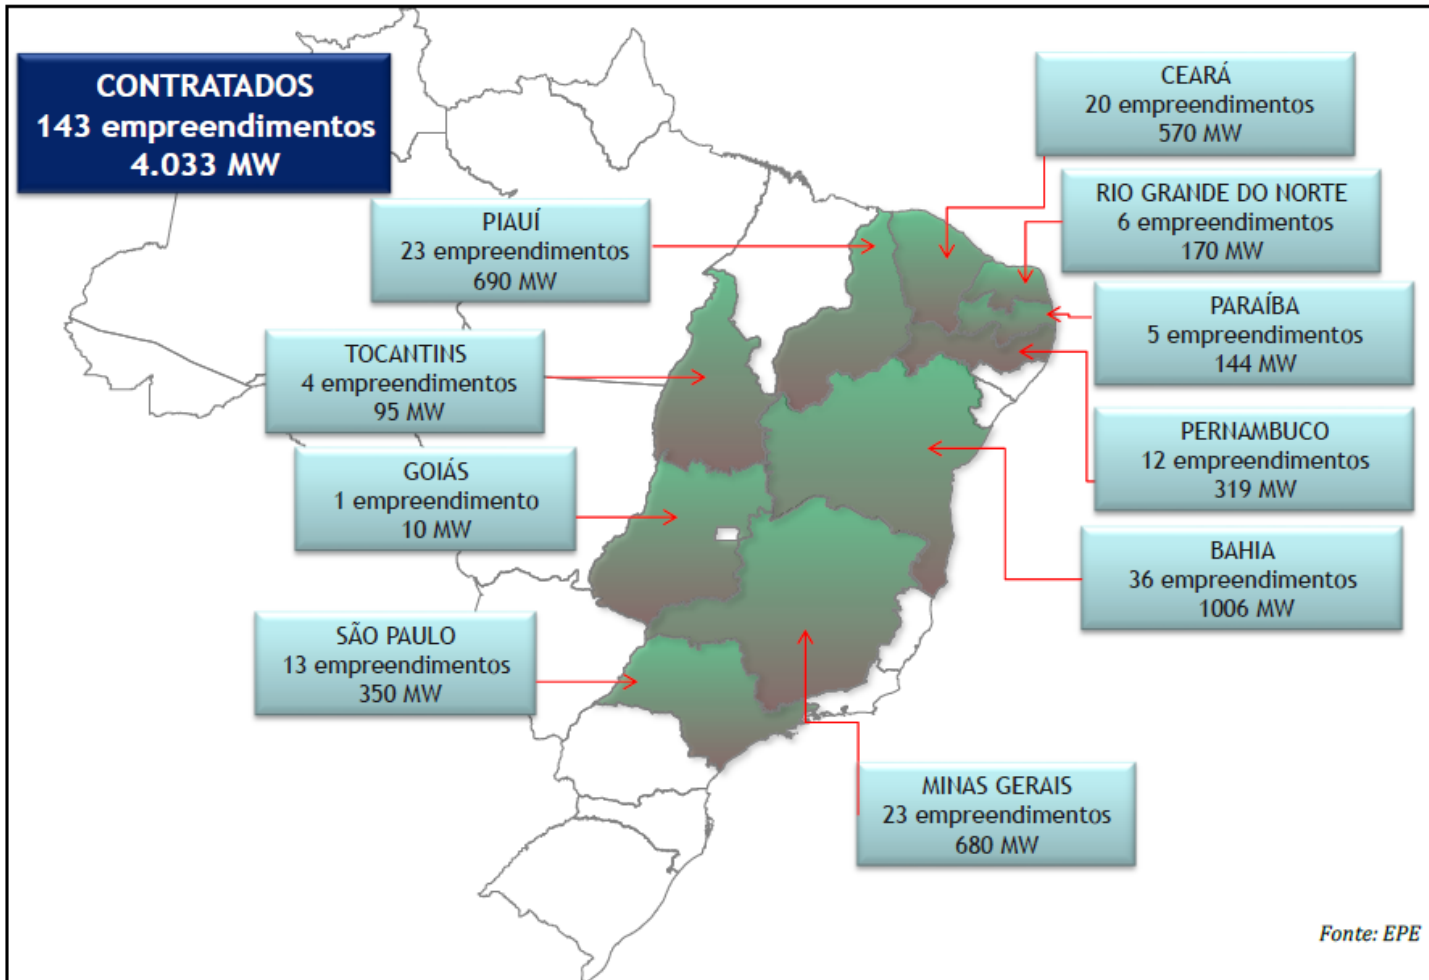 CONTRATADOS
143 empreendimentos
4.033 MW
CEARÁ
20 empreendimentos
570 MW
RIO GRANDE DO NORTE
6 empreendimentos
170 MW
PIAUÍ
23 empreendimentos
690 MW
PARAÍBA
5 empreendimentos
144 MW
TOCANTINS
4 empreendimentos
95 MW
PERNAMBUCO
12 empreendimentos
319 MW
GOIÁS
1 empreendimento
10 MW
BAHIA
36 empreendimentos
1006 MW
SÃO PAULO
13 empreendimentos
350 MW
MINAS GERAIS
23 empreendimentos
680 MW
Fonte: EPE